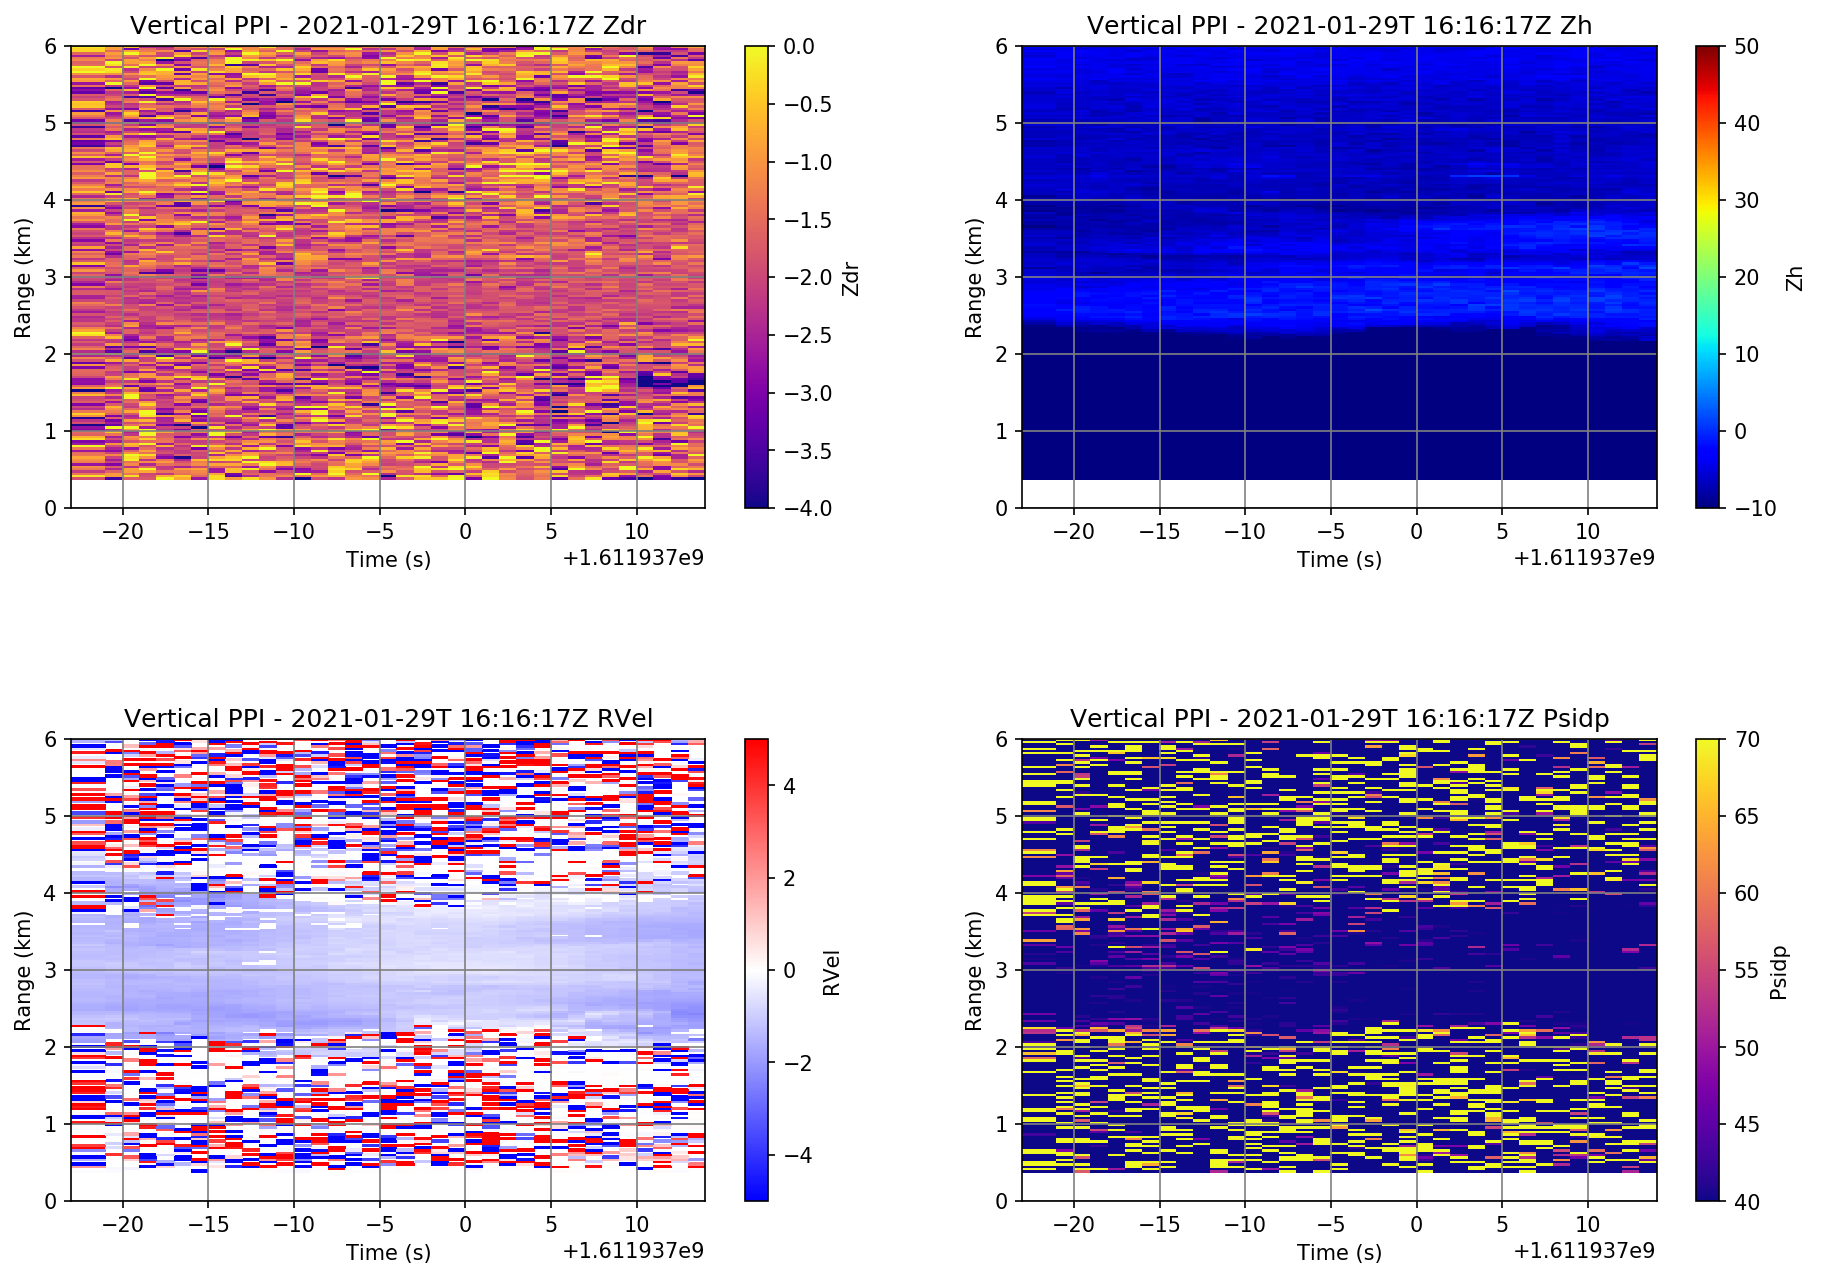 Vertical PPI - 2021-01-29T 16:16:17Z Zdr
6
5
4
3
2
1
0
Range (km)
−20 −15 −10 −5 0 5 10
Time (s)
+1.611937e9
0.0
−0.5
−1.0
−1.5
−2.0
−2.5
−3.0
−3.5
−4.0
Zdr
Vertical PPI - 2021-01-29T 16:16:17Z Zh
6
5
4
3
2
1
0
Range (km)
−20 −15 −10 −5 0 5 10
Time (s)
+1.611937e9
50
40
30
20
10
0
−10
Zh
Vertical PPI - 2021-01-29T 16:16:17Z RVel
6
5
4
3
2
1
0
Range (km)
−20 −15 −10 −5 0 5 10
Time (s)
+1.611937e9
4
2
0
−2
−4
RVel
Vertical PPI - 2021-01-29T 16:16:17Z Psidp
6
5
4
3
2
1
0
Range (km)
−20 −15 −10 −5 0 5 10
Time (s)
+1.611937e9
70
65
60
55
50
45
40
Psidp